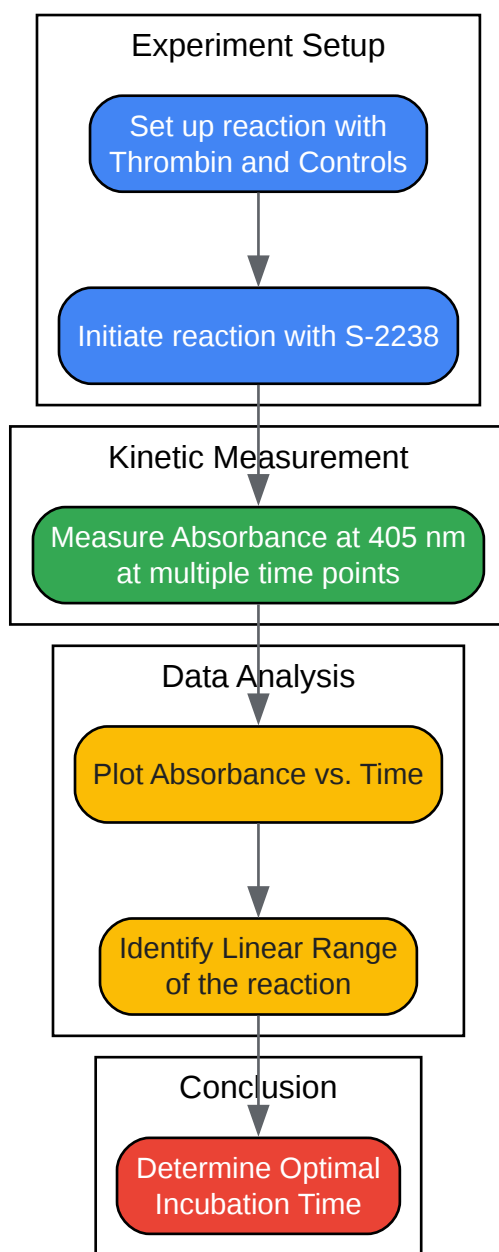 Experiment Setup
Set up reaction with
Thrombin and Controls
Initiate reaction with S-2238
Kinetic Measurement
Measure Absorbance at 405 nm
at multiple time points
Data Analysis
Plot Absorbance vs. Time
Identify Linear Range
of the reaction
Conclusion
Determine Optimal
Incubation Time